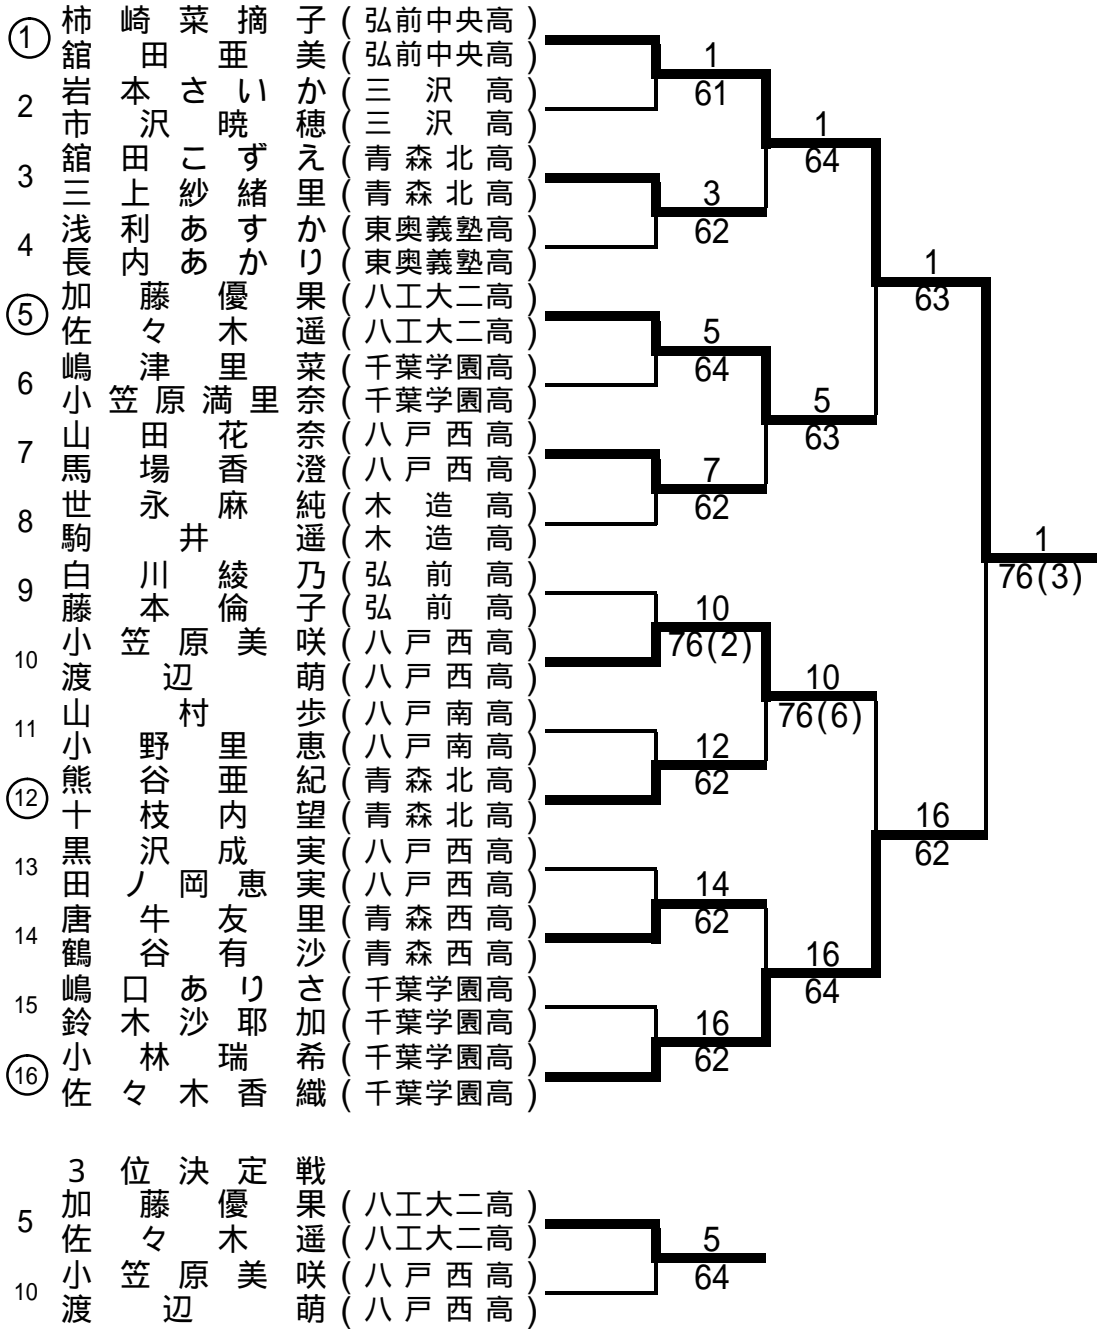 ① 柿崎菜摘子(弘前中央高)
舘田亜美(弘前中央高)
2 岩本さいか(三沢高)
市沢暁穂(三沢高)
3 舘田こずえ(青森北高)
三上紗緒里(青森北高)
4 浅利あすか(東奥義塾高)
長内あかり(東奥義塾高)
⑤ 加藤優果(八工大二高)
佐々木遥(八工大二高)
6 嶋津里菜(千葉学園高)
小笠原満里奈(千葉学園高)
7 山田花奈(八戸西高)
馬場香澄(八戸西高)
8 世永麻純(木造高)
駒井遥(木造高)
9 白川綾乃(弘前高)
藤本倫子(弘前高)
10 小笠原美咲(八戸西高)
渡辺萌(八戸西高)
11 山村歩(八戸南高)
小野里恵(八戸南高)
⑫ 熊谷亜紀(青森北高)
十枝内望(青森北高)
13 黒沢成実(八戸西高)
田ノ岡恵実(八戸西高)
14 唐牛友里(青森西高)
鶴谷有沙(青森西高)
15 嶋口ありさ(千葉学園高)
鈴木沙耶加(千葉学園高)
⑯ 小林瑞希(千葉学園高)
佐々木香織(千葉学園高)
1
61
3
62
5
64
7
62
10
76(2)
12
62
14
62
16
62
1
64
5
63
10
76(6)
16
64
1
63
16
62
1
76(3)
3位決定戦
5 加藤優果(八工大二高)
佐々木遥(八工大二高)
10 小笠原美咲(八戸西高)
渡辺萌(八戸西高)
5
64